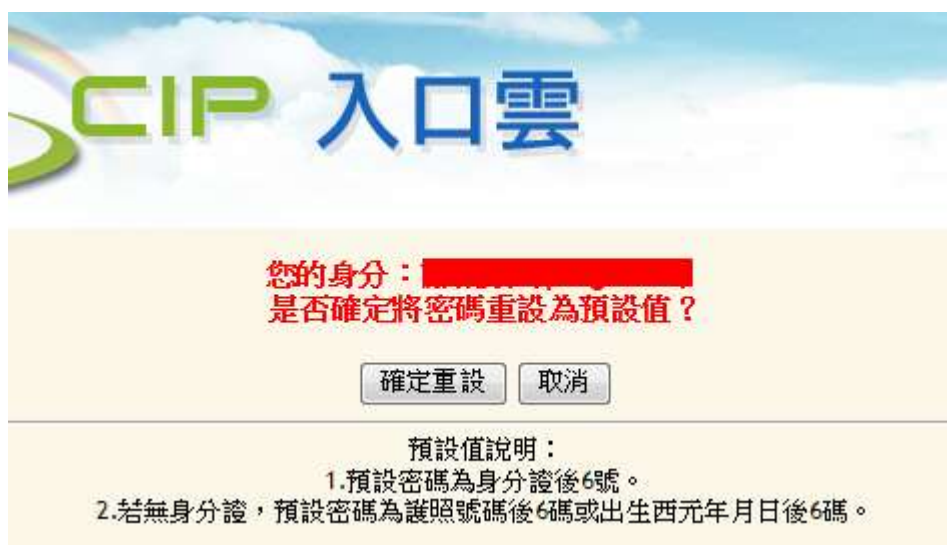 CIP 入口雲
您的身分：
是否確定將密碼重設為預設值？
確定重設 取消
預設值說明：
1.預設密碼為身分證後6號。
2.若無身分證，預設密碼為護照號碼後6碼或出生西元年月日後6碼。